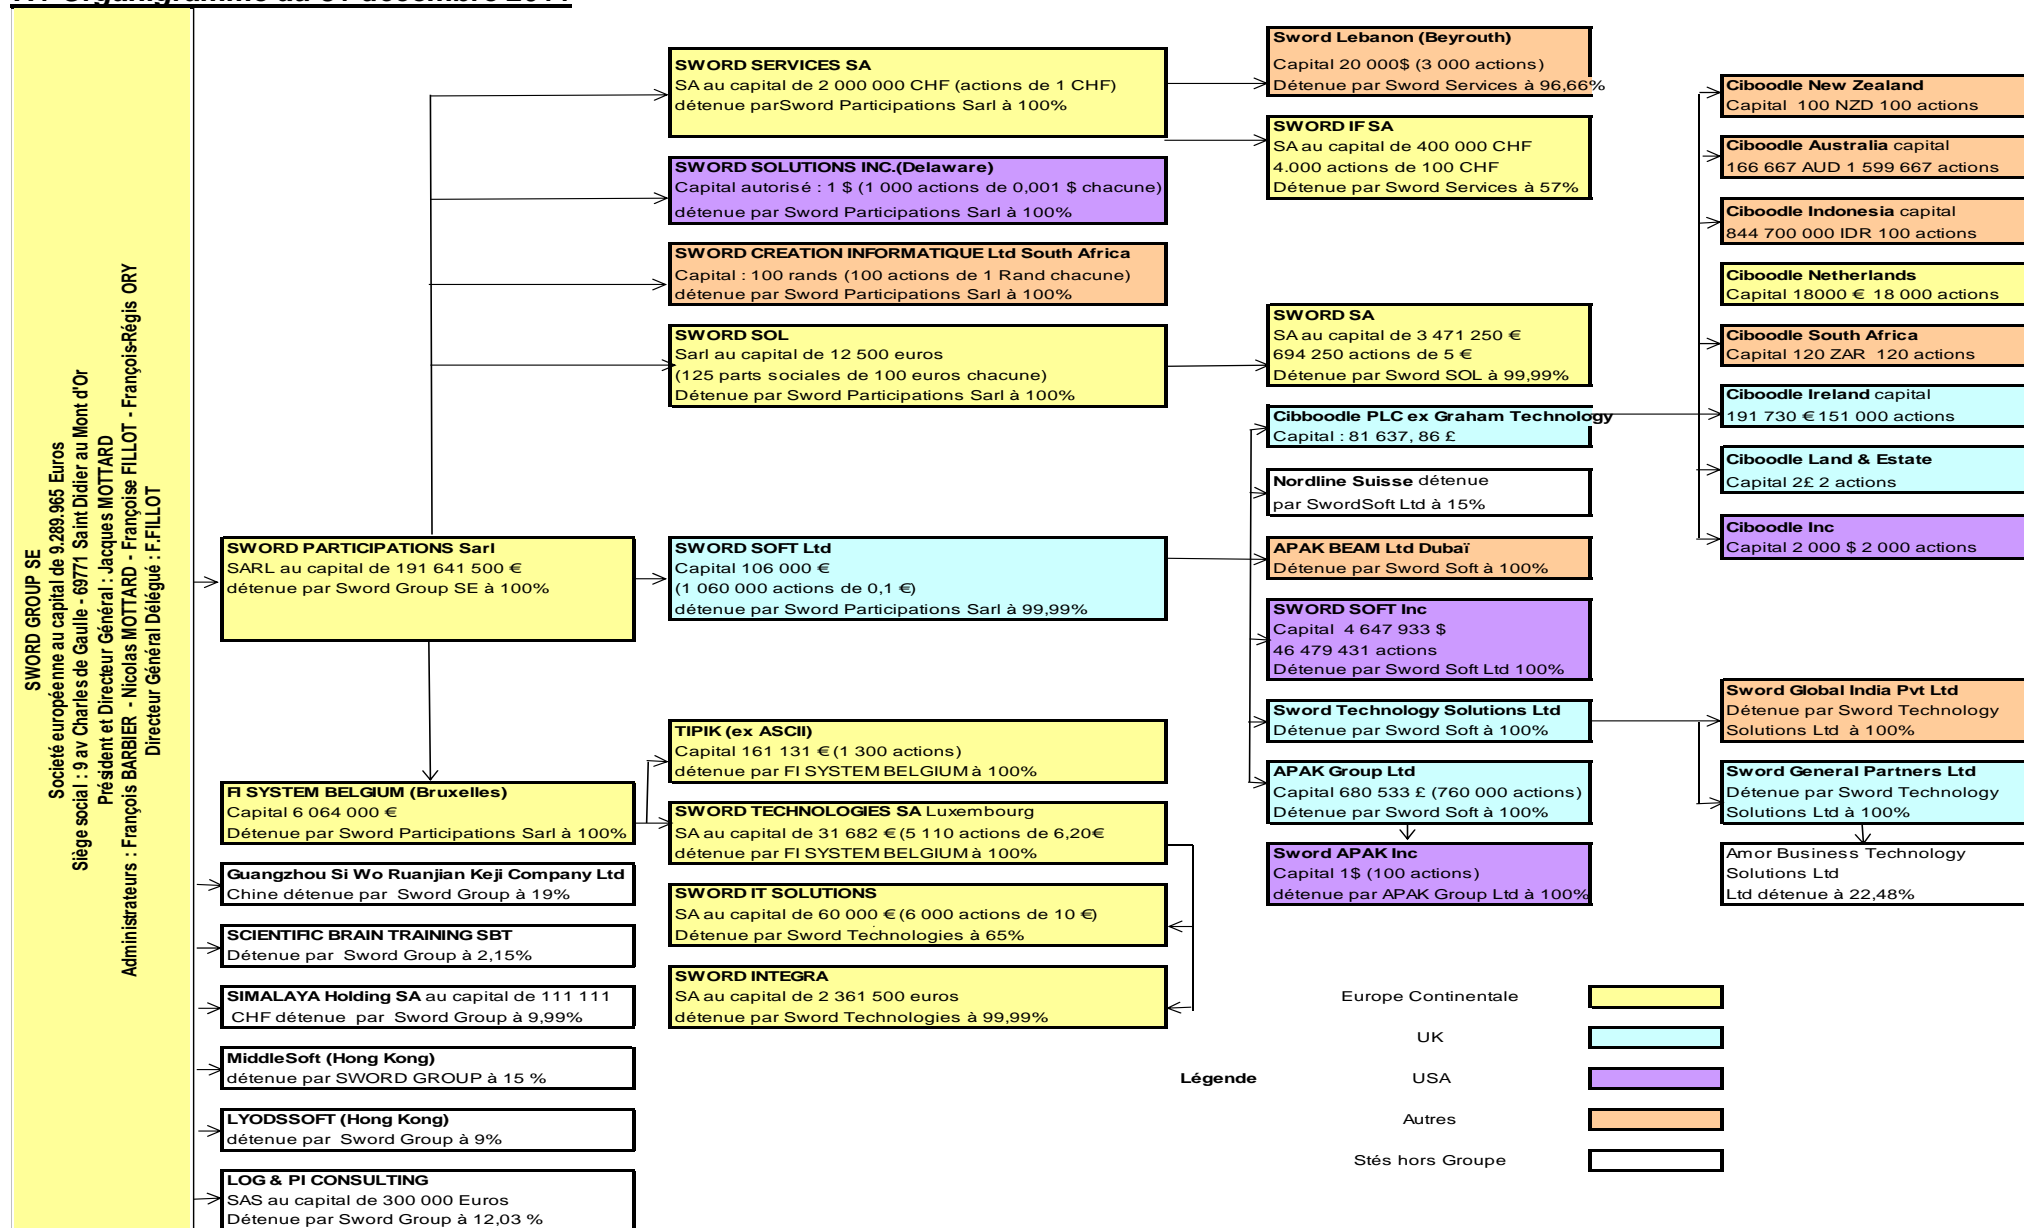 SWORD GROUP SE
Societé européenne au capital de 9.289.965 Euros
Siège social : 9 av Charles de Gaulle - 69771 Saint Didier au Mont d'Or
Président et Directeur Général : Jacques MOTTARD
Administrateurs : François BARBIER - Nicolas MOTTARD - Françoise FILLOT - François-Régis ORY
Directeur Général Délégué : F.FILLOT
SWORD PARTICIPATIONS Sarl
SARL au capital de 191 641 500 €
détenue par Sword Group SE à 100%
FI SYSTEM BELGIUM (Bruxelles)
Capital 6 064 000 €
Détenue par Sword Participations Sarl à 100%
Guangzhou Si Wo Ruanjian Keji Company Ltd
Chine détenue par Sword Group à 19%
SCIENTIFIC BRAIN TRAINING SBT
Détenue par Sword Group à 2,15%
SIMALAYA Holding SA au capital de 111 111
CHF détenue par Sword Group à 9,99%
MiddleSoft (Hong Kong)
détenue par SWORD GROUP à 15 %
LYODSSOFT (Hong Kong)
détenue par Sword Group à 9%
LOG & PI CONSULTING
SAS au capital de 300 000 Euros
Détenue par Sword Group à 12,03 %
SWORD SERVICES SA
SA au capital de 2 000 000 CHF (actions de 1 CHF)
détenue parSword Participations Sarl à 100%
SWORD SOLUTIONS INC.(Delaware)
Capital autorisé : 1 $ (1 000 actions de 0,001 $ chacune)
détenue par Sword Participations Sarl à 100%
SWORD CREATION INFORMATIQUE Ltd South Africa
Capital : 100 rands (100 actions de 1 Rand chacune)
détenue par Sword Participations Sarl à 100%
SWORD SOL
Sarl au capital de 12 500 euros
(125 parts sociales de 100 euros chacune)
Détenue par Sword Participations Sarl à 100%
SWORD SOFT Ltd
Capital 106 000 €
(1 060 000 actions de 0,1 €)
détenue par Sword Participations Sarl à 99,99%
TIPIK (ex ASCII)
Capital 161 131 € (1 300 actions)
détenue par FI SYSTEM BELGIUM à 100%
SWORD TECHNOLOGIES SA Luxembourg
SA au capital de 31 682 € (5 110 actions de 6,20€
détenue par FI SYSTEM BELGIUM à 100%
SWORD IT SOLUTIONS
SA au capital de 60 000 € (6 000 actions de 10 €)
Détenue par Sword Technologies à 65%
SWORD INTEGRA
SA au capital de 2 361 500 euros
détenue par Sword Technologies à 99,99%
Sword Lebanon (Beyrouth)
Capital 20 000$ (3 000 actions)
Détenue par Sword Services à 96,66%
SWORD IF SA
SA au capital de 400 000 CHF
4.000 actions de 100 CHF
Détenue par Sword Services à 57%
SWORD SA
SA au capital de 3 471 250 €
694 250 actions de 5 €
Détenue par Sword SOL à 99,99%
Cibboodle PLC ex Graham Technology
Capital : 81 637, 86 £
Nordline Suisse détenue
par SwordSoft Ltd à 15%
APAK BEAM Ltd Dubaï
Détenue par Sword Soft à 100%
SWORD SOFT Inc
Capital 4 647 933 $
46 479 431 actions
Détenue par Sword Soft Ltd 100%
Sword Technology Solutions Ltd
Détenue par Sword Soft à 100%
APAK Group Ltd
Capital 680 533 £ (760 000 actions)
Détenue par Sword Soft à 100%
Sword APAK Inc
Capital 1$ (100 actions)
détenue par APAK Group Ltd à 100%
Ciboodle New Zealand
Capital 100 NZD 100 actions
Ciboodle Australia capital
166 667 AUD 1 599 667 actions
Ciboodle Indonesia capital
844 700 000 IDR 100 actions
Ciboodle Netherlands
Capital 18000 € 18 000 actions
Ciboodle South Africa
Capital 120 ZAR 120 actions
Ciboodle Ireland capital
191 730 € 151 000 actions
Ciboodle Land & Estate
Capital 2£ 2 actions
Ciboodle Inc
Capital 2 000 $ 2 000 actions
Sword Global India Pvt Ltd
Détenue par Sword Technology
Solutions Ltd à 100%
Sword General Partners Ltd
Détenue par Sword Technology
Solutions Ltd à 100%
Amor Business Technology
Solutions Ltd
Ltd détenue à 22,48%
Légende
Europe Continentale
UK
USA
Autres
Stés hors Groupe